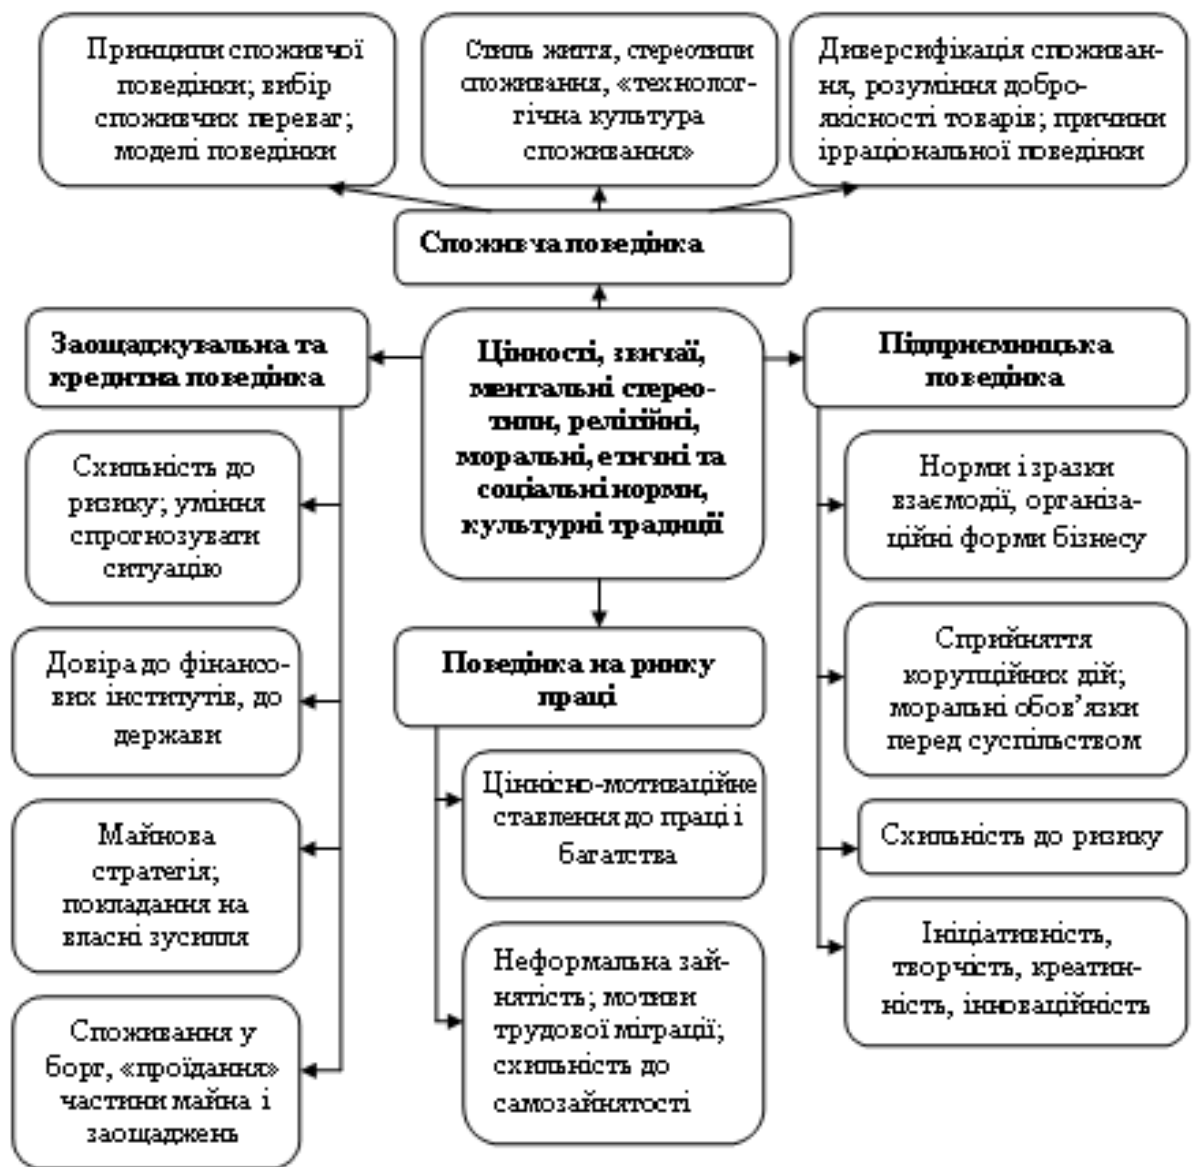 Принципи споживчої
поведінки; вибір
споживчих переваг;
моделі поведінки
Стиль життя, стереотипи
споживання, «технолог-
гічна культура
споживання»
Диверсифікація споживан-
ня, розуміння добро-
якісності товарів; причини
ірраціональної поведінки
Споживча поведінка
Заощаджувальна та
кредитна поведінка
Цінності, звичаї,
ментальні стерео-
типи, релігійні,
моральні, етичні та
соціальні норми,
культурні традиції
Підприємницька
поведінка
Схильність до
ризику; уміння
спрогнозувати
ситуацію
Довіра до фінансо-
вих інститутів, до
держави
Майнова
стратегія;
покладання на
власні зусилля
Споживання у
борг, «проїдання»
частини майна і
заощаджень
Поведінка на ринку
праці
Ціннісно-мотиваційне
ставлення до праці і
багатства
Неформальна зай-
нятість; мотиви
трудової міграції;
схильність до
самозайнятості
Норми і зразки
взаємодії, організа-
ційні форми бізнесу
Сприйняття
корупційних дій;
моральні обов’язки
перед суспільством
Схильність до ризику
Ініціативність,
творчість, креатив-
ність, інноваційність